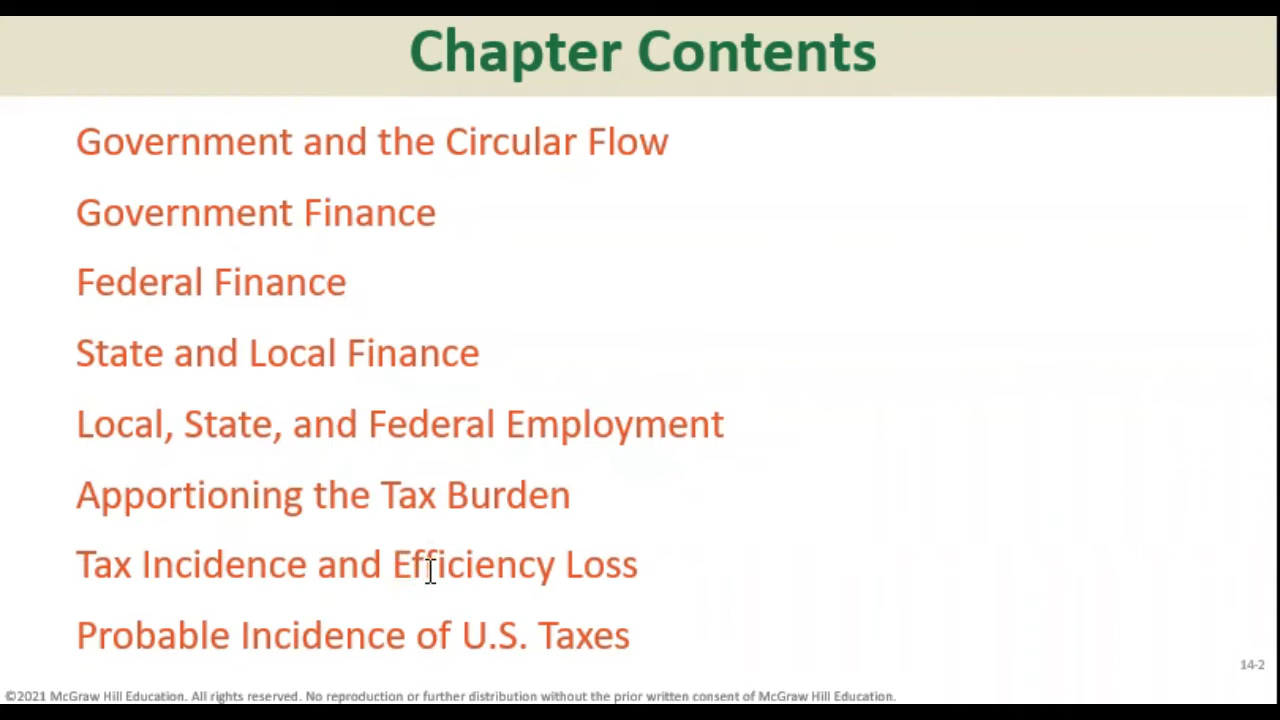 Chapter Contents
Government and the Circular Flow
Government Finance
Federal Finance
State and Local Finance
Local, State, and Federal Employment
Apportioning the Tax Burden
Tax Incidence and Efficiency Loss
Probable Incidence of U.S. Taxes
14-2
©2021 McGraw Hill Education. All rights reserved. No reproduction or further distribution without the prior written consent of McGraw Hill Education.